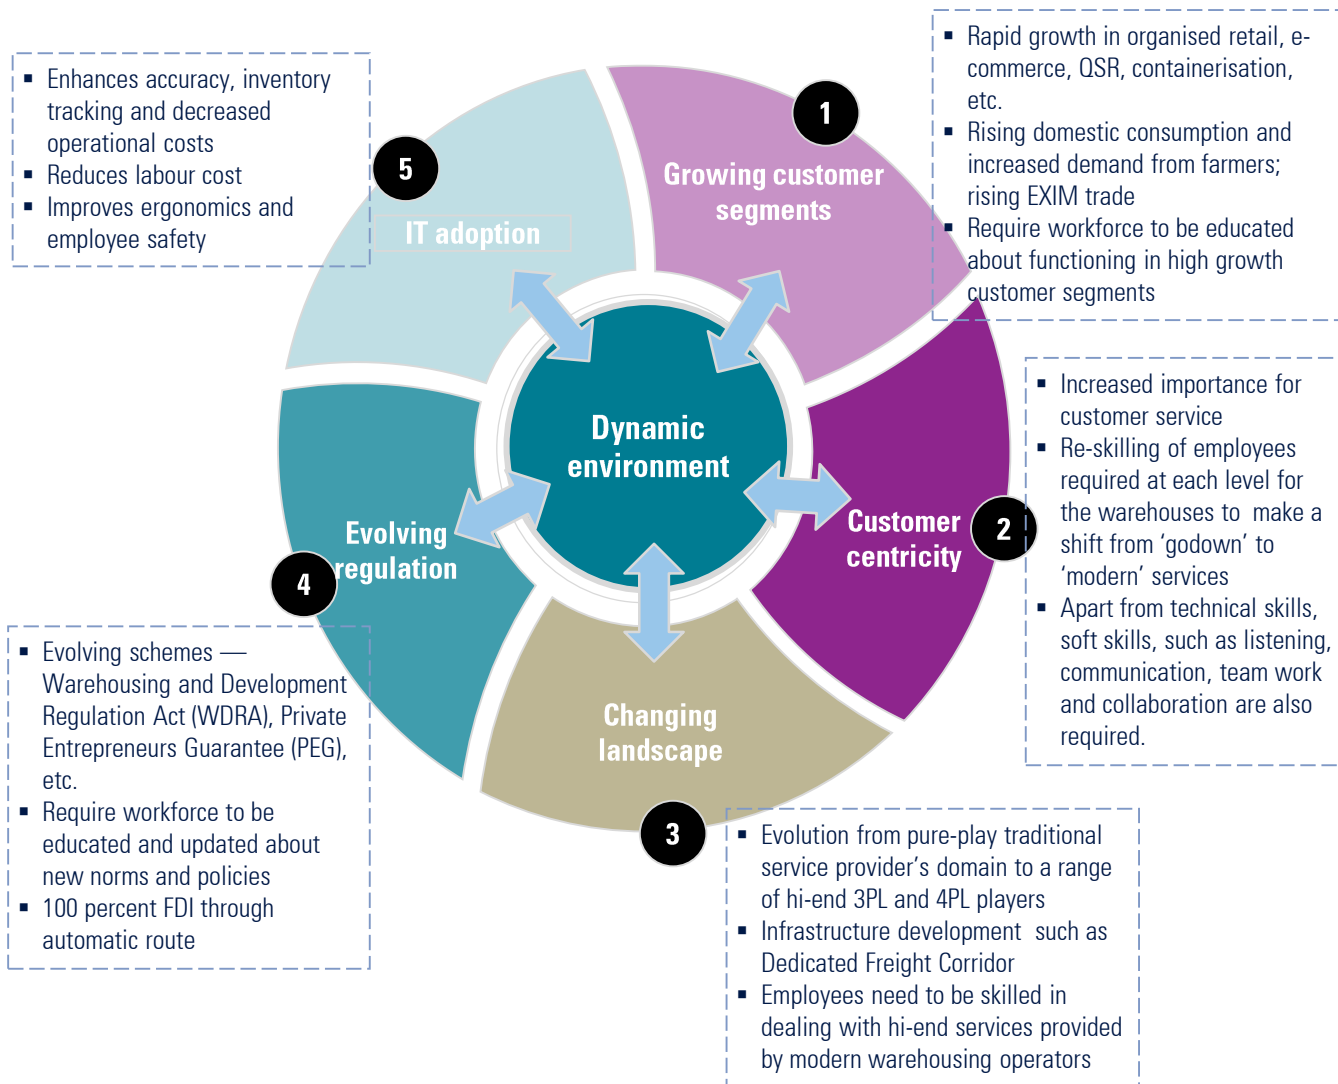 ▪ Enhances accuracy, inventory
tracking and decreased
operational costs
▪ Reduces labour cost
▪ Improves ergonomics and
employee safety
5
IT adoption
1
Growing customer
segments
▪ Rapid growth in organised retail, e-
commerce, QSR, containerisation,
etc.
▪ Rising domestic consumption and
increased demand from farmers;
rising EXIM trade
▪ Require workforce to be educated
about functioning in high growth
customer segments
Dynamic
environment
Customer
centricity
2
▪ Increased importance for
customer service
▪ Re-skilling of employees
required at each level for
the warehouses to make a
shift from ‘godown’ to
‘modern’ services
▪ Apart from technical skills,
soft skills, such as listening,
communication, team work
and collaboration are also
required.
Evolving
regulation
4
▪ Evolving schemes —
Warehousing and Development
Regulation Act (WDRA), Private
Entrepreneurs Guarantee (PEG),
etc.
▪ Require workforce to be
educated and updated about
new norms and policies
▪ 100 percent FDI through
automatic route
Changing
landscape
3
▪ Evolution from pure-play traditional
service provider’s domain to a range
of hi-end 3PL and 4PL players
▪ Infrastructure development such as
Dedicated Freight Corridor
▪ Employees need to be skilled in
dealing with hi-end services provided
by modern warehousing operators